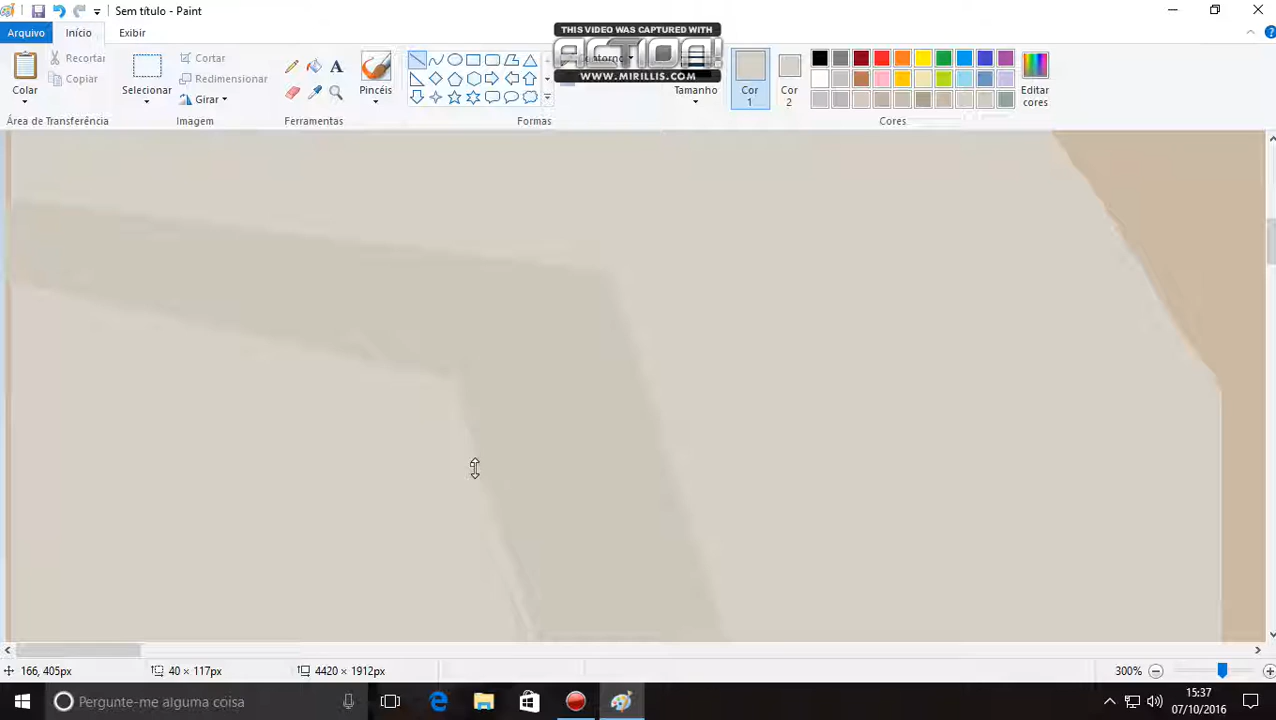 Sem título - Paint
Arquivo
Início
Exibir
THIS VIDEO WAS CAPTURED WITH
ACTION!
WWW.MIRILLIS.COM
Colar
Recortar
Copiar
Selecionar
Cortar
Redimensionar
Girar
A
Pincéis
Tamanho
Cor 1
Cor 2
Editar cores
Área de Transferência
Imagem
Ferramentas
Formas
Cores
166, 405px
40 × 117px
4420 × 1912px
300%
Pergunte-me alguma coisa
15:37
07/10/2016